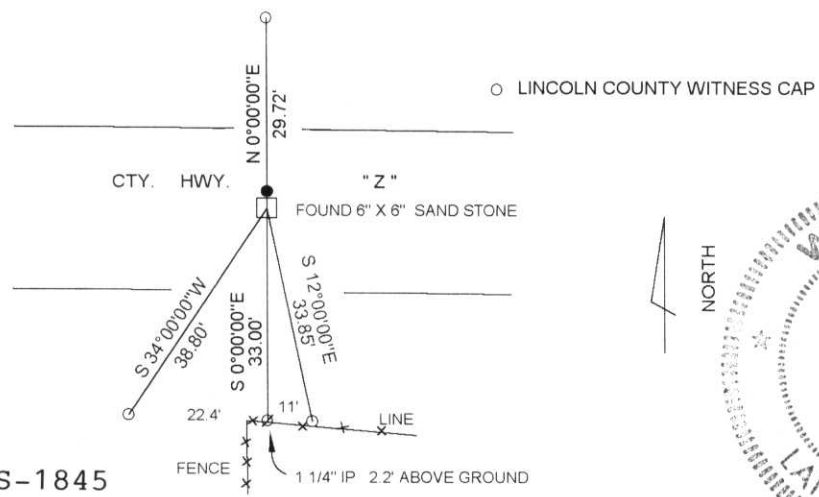 N 0°00'00"E
29.72'
○ LINCOLN COUNTY WITNESS CAP
CTY. HWY. "Z"
FOUND 6" X 6" SAND STONE
S 34°00'00"W
38.80'
S 0°00'00"E
33.00'
S 12°00'00"E
33.85'
NORTH
22.4'
11'
LINE
FENCE
1 1/4" IP 2.2' ABOVE GROUND
S-1845